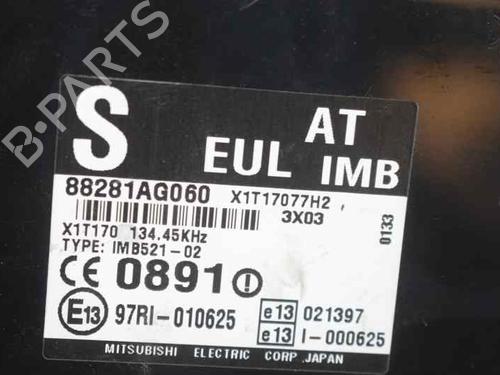 B-PARTS
S
AT
EUL IMB
88281AG060 X1T17077H2
3X03
0133
X1T170 134.45KHz
TYPE: IMB521-02
CE 0891 !
E13 97RI-010625
e13 021397
e13 I-000625
MITSUBISHI ELECTRIC CORP.JAPAN